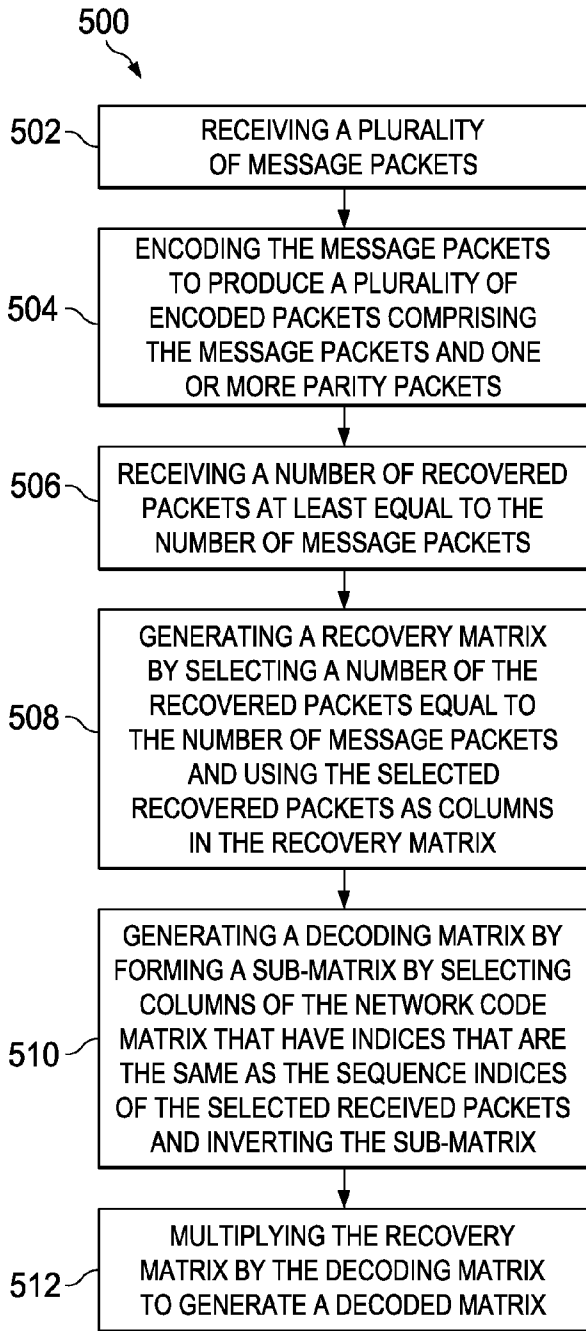 500
502
RECEIVING A PLURALITY
OF MESSAGE PACKETS
504
ENCODING THE MESSAGE PACKETS
TO PRODUCE A PLURALITY OF
ENCODED PACKETS COMPRISING
THE MESSAGE PACKETS AND ONE
OR MORE PARITY PACKETS
506
RECEIVING A NUMBER OF RECOVERED
PACKETS AT LEAST EQUAL TO THE
NUMBER OF MESSAGE PACKETS
508
GENERATING A RECOVERY MATRIX
BY SELECTING A NUMBER OF THE
RECOVERED PACKETS EQUAL TO
THE NUMBER OF MESSAGE PACKETS
AND USING THE SELECTED
RECOVERED PACKETS AS COLUMNS
IN THE RECOVERY MATRIX
510
GENERATING A DECODING MATRIX BY
FORMING A SUB-MATRIX BY SELECTING
COLUMNS OF THE NETWORK CODE
MATRIX THAT HAVE INDICES THAT ARE
THE SAME AS THE SEQUENCE INDICES
OF THE SELECTED RECEIVED PACKETS
AND INVERTING THE SUB-MATRIX
512
MULTIPLYING THE RECOVERY
MATRIX BY THE DECODING MATRIX
TO GENERATE A DECODED MATRIX